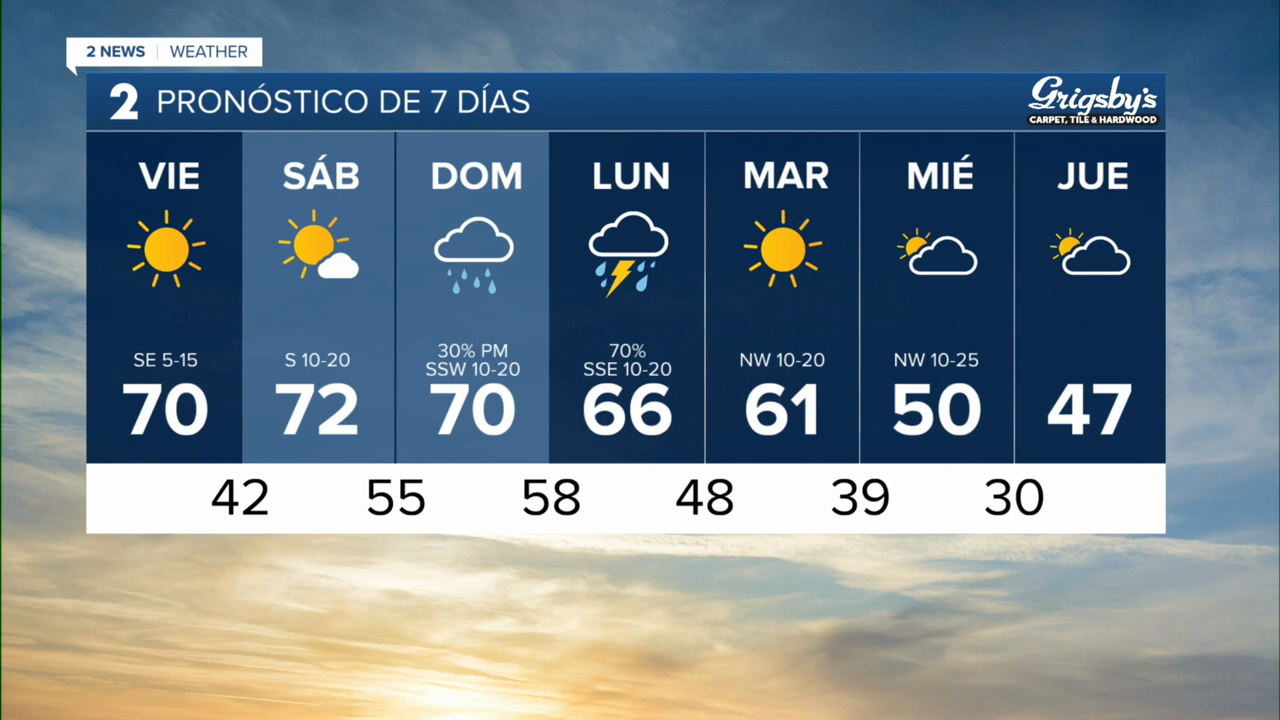 2 NEWS | WEATHER
2 PRONÓSTICO DE 7 DÍAS
Grigsby's
CARPET, TILE & HARDWOOD
VIE SÁB DOM LUN MAR MIÉ JUE
30% PM 70%
SE 5-15 S 10-20 SSW 10-20 SSE 10-20 NW 10-20 NW 10-25
70 72 70 66 61 50 47
42 55 58 48 39 30